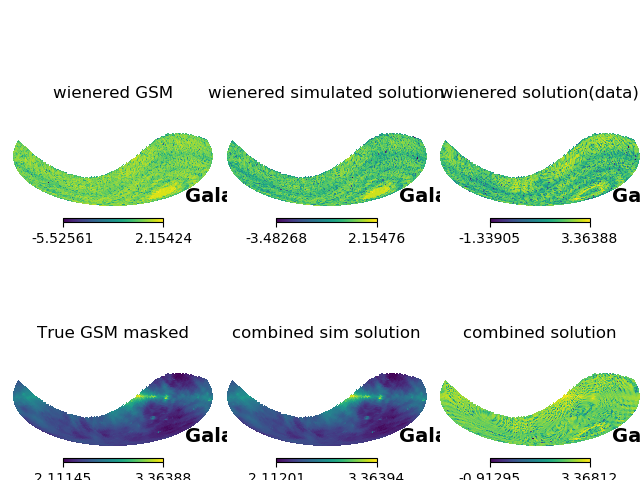 wienered GSM
wienered simulated solution
wienered solution(data)
Gala
Gala
Ga
-5.52561 2.15424
-3.48268 2.15476
-1.33905 3.36388
True GSM masked
combined sim solution
combined solution
Gala
Gala
Ga
2.11145 3.36388
2.11201 3.36394
-0.91295 3.36812